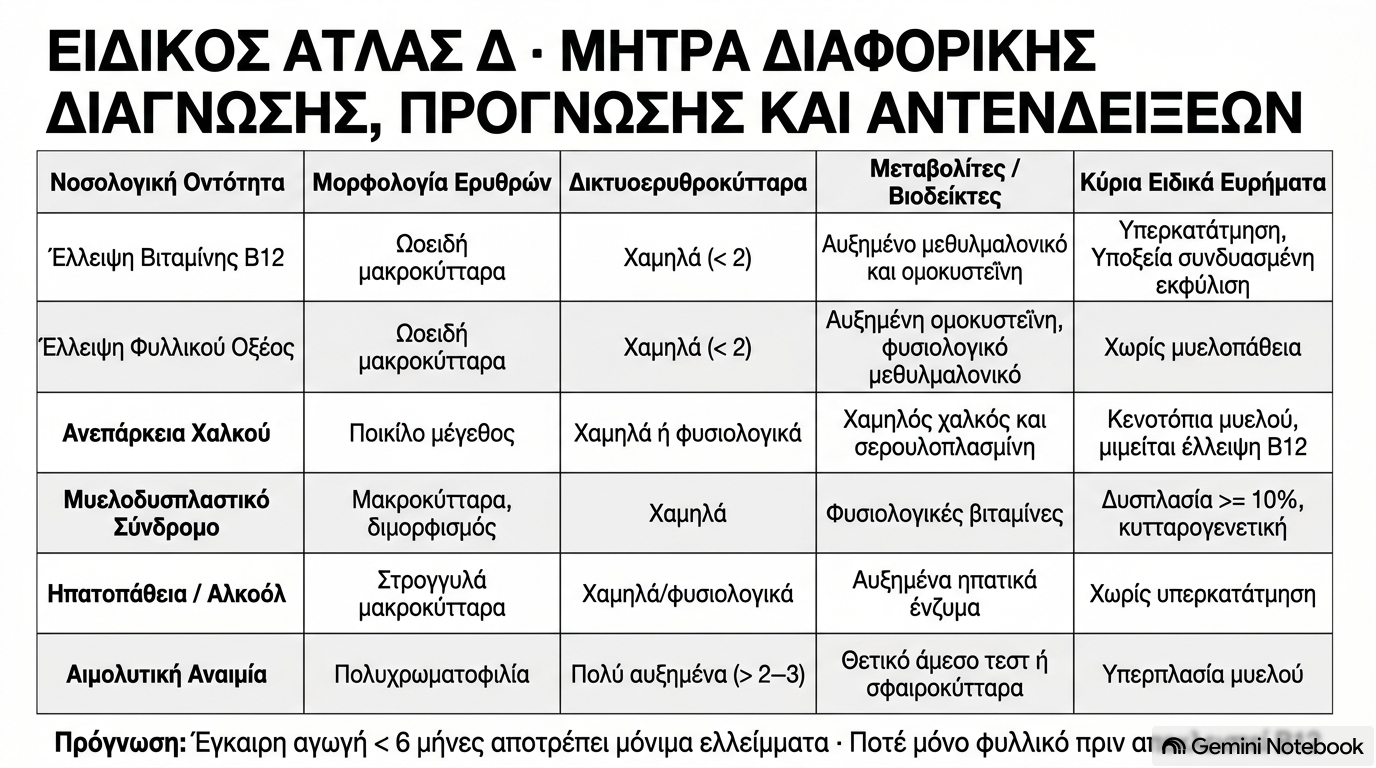 ΕΙΔΙΚΟΣ ΑΤΛΑΣ Δ · ΜΗΤΡΑ ΔΙΑΦΟΡΙΚΗΣ
ΔΙΑΓΝΩΣΗΣ, ΠΡΟΓΝΩΣΗΣ ΚΑΙ ΑΝΤΕΝΔΕΙΞΕΩΝ
Νοσολογική Οντότητα
Μορφολογία Ερυθρών
Δικτυοερυθροκύτταρα
Μεταβολίτες /
Βιοδείκτες
Κύρια Ειδικά Ευρήματα
Έλλειψη Βιταμίνης Β12
Ωοειδή
μακροκύτταρα
Χαμηλά (< 2)
Αυξημένο μεθυλμαλονικό
και ομοκυστεΐνη
Υπερκατάτμηση,
Υποξεία συνδυασμένη
εκφύλιση
Έλλειψη Φυλλικού Οξέος
Ωοειδή
μακροκύτταρα
Χαμηλά (< 2)
Αυξημένη ομοκυστεΐνη,
φυσιολογικό
μεθυλμαλονικό
Χωρίς μυελοπάθεια
Ανεπάρκεια Χαλκού
Ποικίλο μέγεθος
Χαμηλά ή φυσιολογικά
Χαμηλός χαλκός και
σερουλοπλασμίνη
Κενοτόπια μυελού,
μιμείται έλλειψη Β12
Μυελοδυσπλαστικό
Σύνδρομο
Μακροκύτταρα,
διμορφισμός
Χαμηλά
Φυσιολογικές βιταμίνες
Δυσπλασία >= 10%,
κυτταρογενετική
Ηπατοπάθεια / Αλκοόλ
Στρογγυλά
μακροκύτταρα
Χαμηλά/φυσιολογικά
Αυξημένα ηπατικά
ένζυμα
Χωρίς υπερκατάτμηση
Αιμολυτική Αναιμία
Πολυχρωματοφιλία
Πολύ αυξημένα (> 2–3)
Θετικό άμεσο τεστ ή
σφαιροκύτταρα
Υπερπλασία μυελού
Πρόγνωση: Έγκαιρη αγωγή < 6 μήνες αποτρέπει μόνιμα ελλείμματα · Ποτέ μόνο φυλλικό πριν
Gemini Notebook